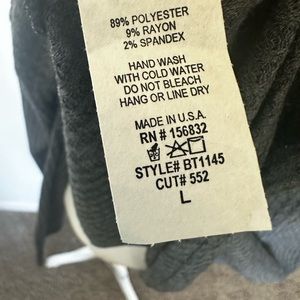 89% POLYESTER
9% RAYON
2% SPANDEX
HAND WASH
WITH COLD WATER
DO NOT BLEACH
HANG OR LINE DRY
MADE IN U.S.A.
RN # 156832
STYLE# BT1145
CUT# 552
L